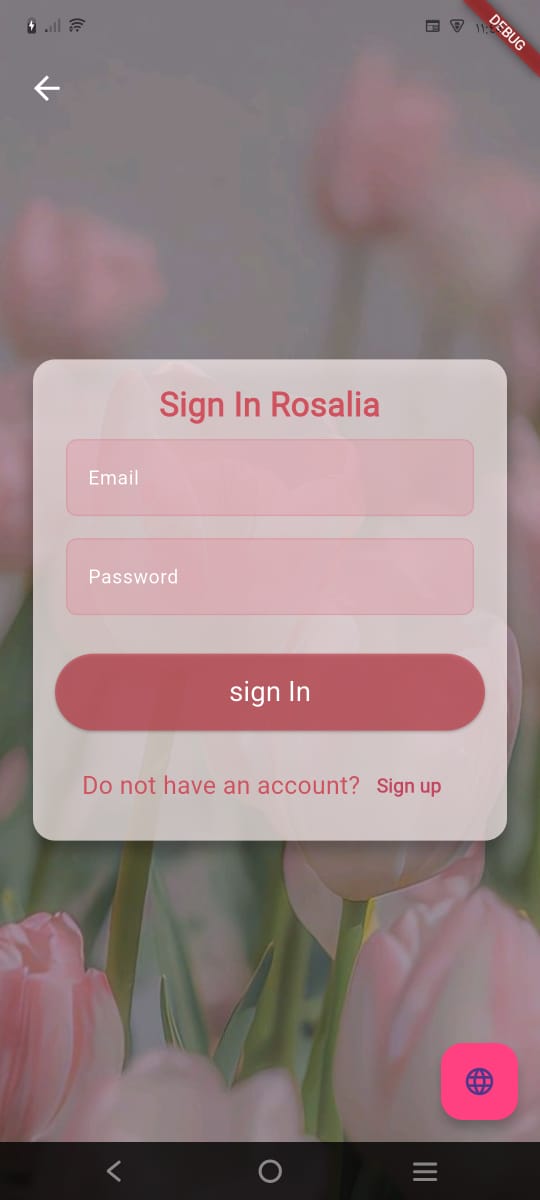 DEBUG
Sign In Rosalia
Email
Password
sign In
Do not have an account? Sign up